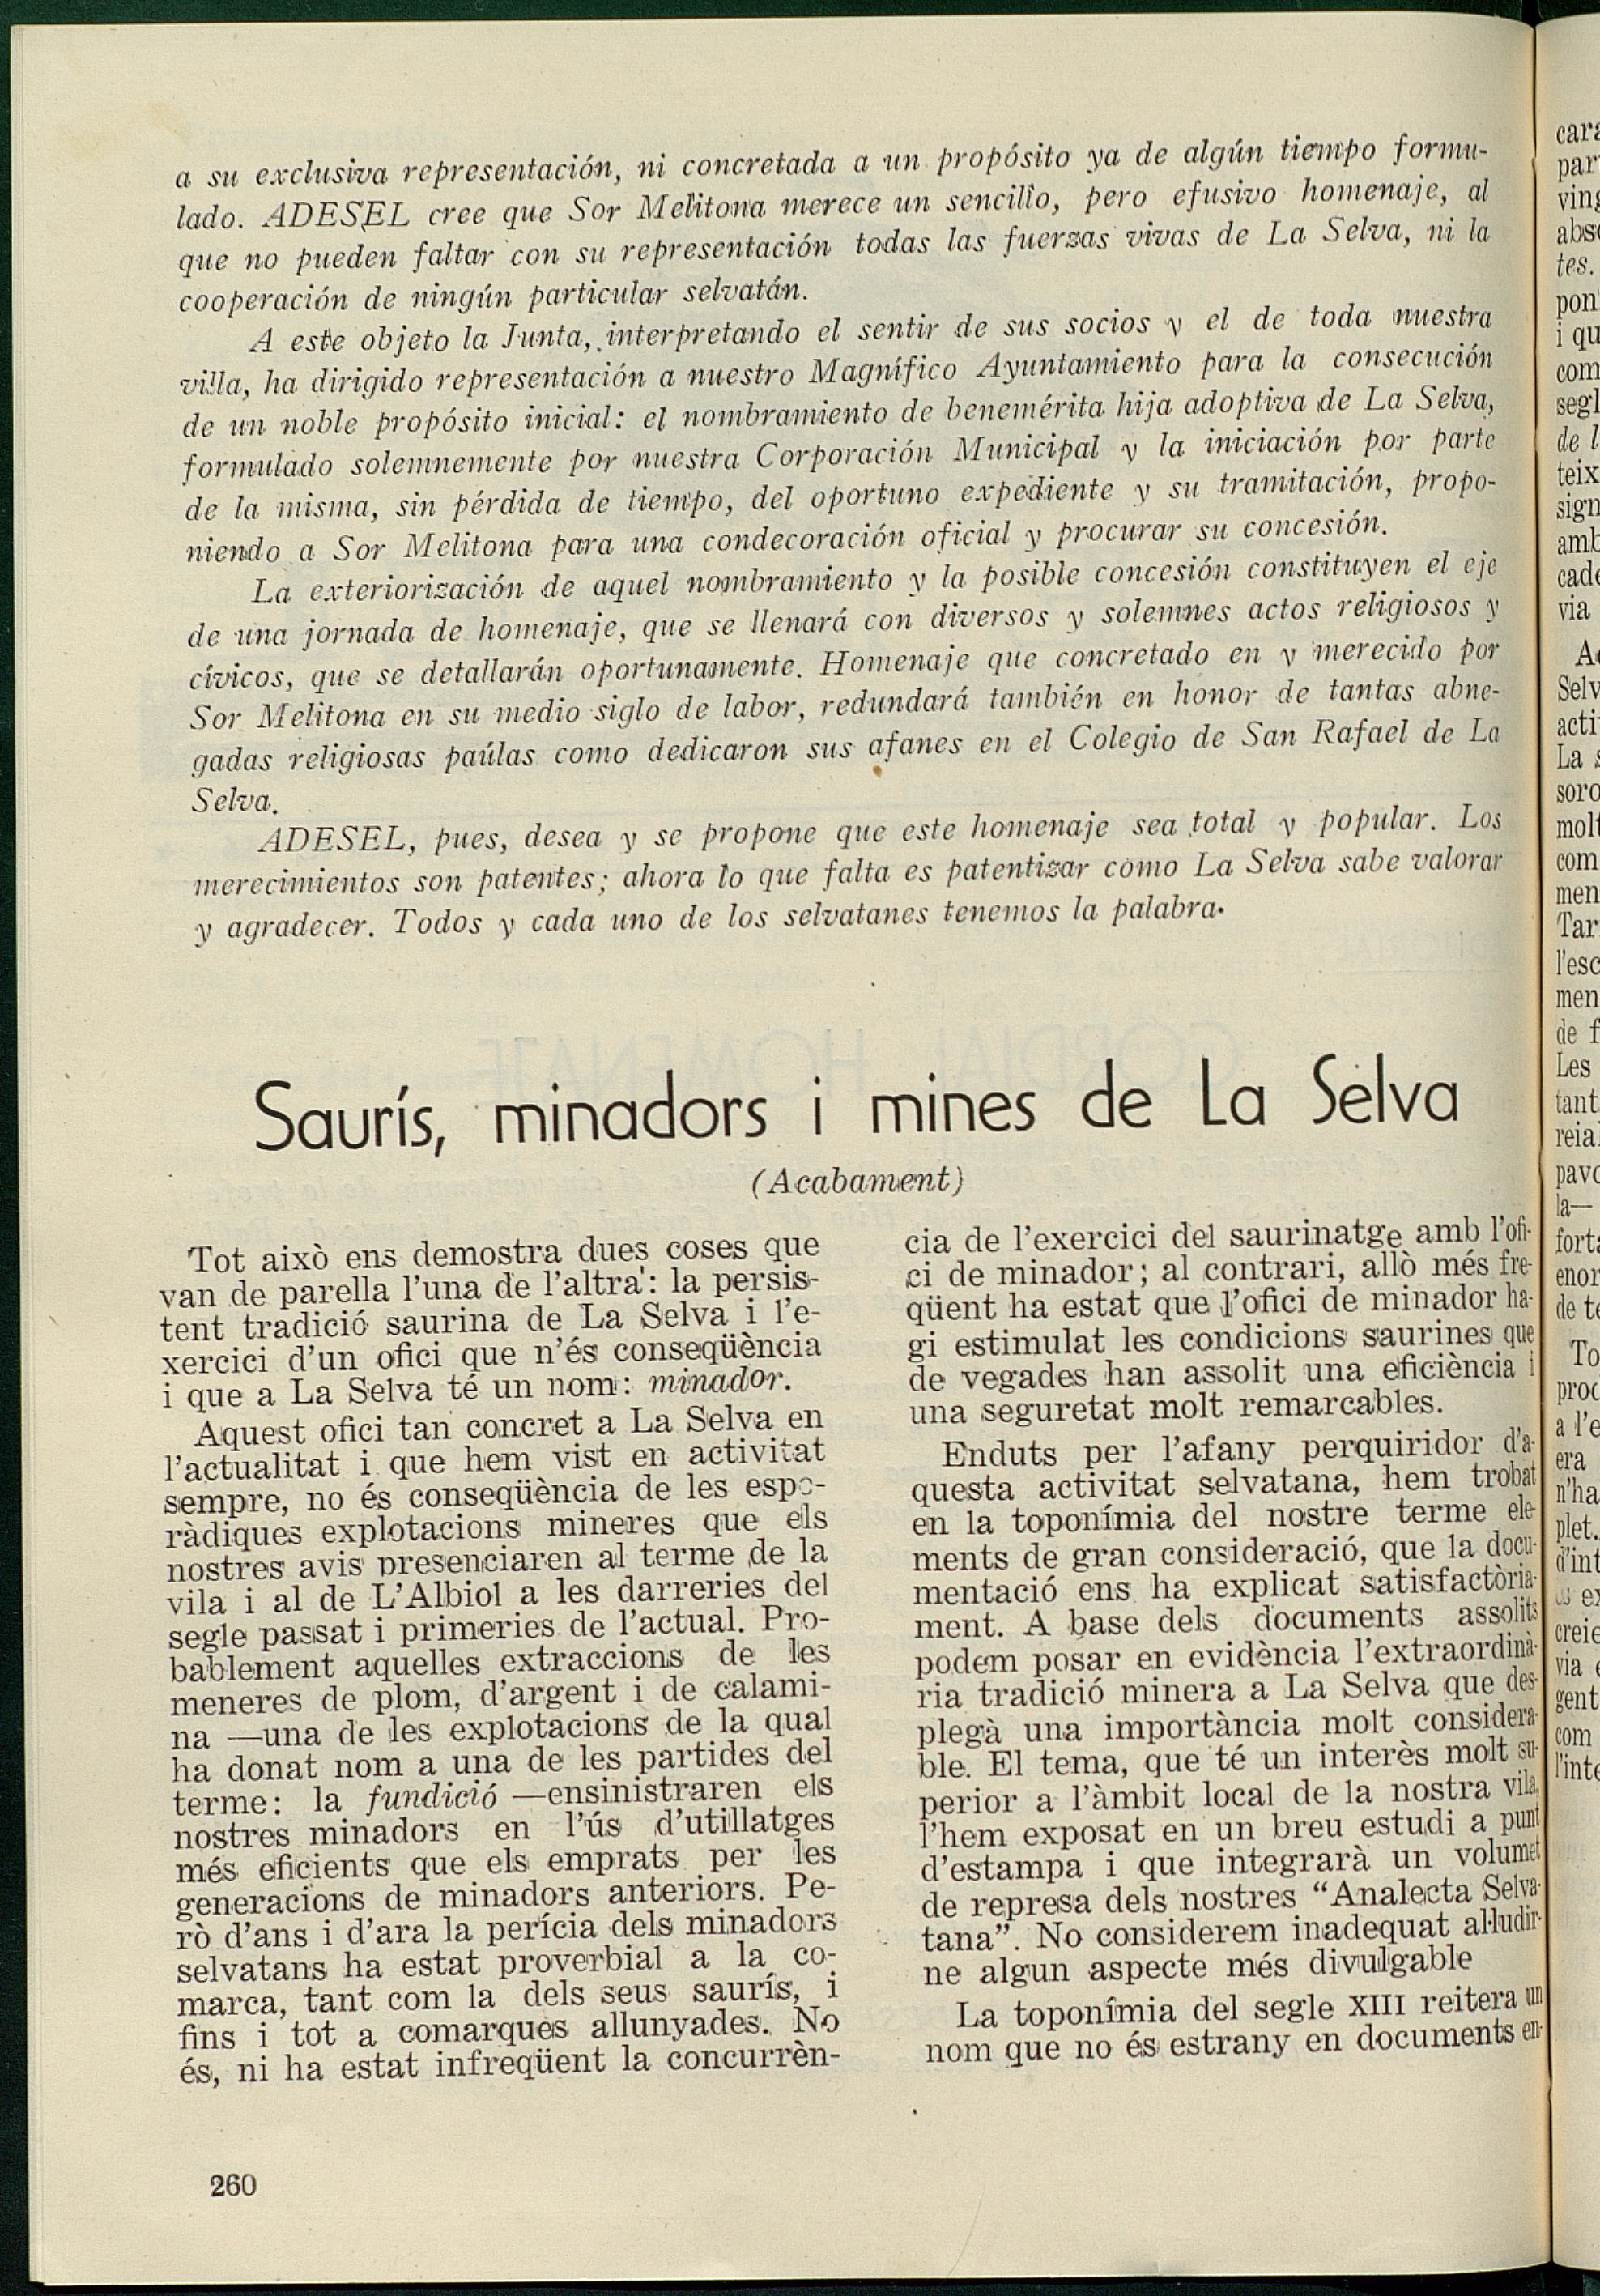 a su exclusiva representación, ni concretada a un propósito ya de algún tiempo formu-
lado. ADESEL cree que Sor Melitona merece un sencillo, pero efusivo homenaje, al
que no pueden faltar con su representación todas las fuerzas vivas de La Selva, ni la
cooperación de ningún particular selvatán.
A este objeto la Junta, interpretando el sentir de sus socios y el de toda nuestra
villa, ha dirigido representación a nuestro Magnífico Ayuntamiento para la consecución
de un noble propósito inicial: el nombramiento de benemérita hija adoptiva de La Selva,
formulado solemnemente por nuestra Corporación Municipal y la iniciación por parte
de la misma, sin pérdida de tiempo, del oportuno expediente y su tramitación, propo-
niendo a Sor Melitona para una condecoración oficial y procurar su concesión.
La exteriorización de aquel nombramiento y la posible concesión constituyen el eje
de una jornada de homenaje, que se llenará con diversos y solemnes actos religiosos y
cívicos, que se detallarán oportunamente. Homenaje que concretado en y merecido por
Sor Melitona en su medio siglo de labor, redundará también en honor de tantas abne-
gadas religiosas paúlas como dedicaron sus afanes en el Colegio de San Rafael de La
Selva.
ADESEL, pues, desea y se propone que este homenaje sea total y popular. Los
merecimientos son patentes; ahora lo que falta es patentizar como La Selva sabe valorar
y agradecer. Todos y cada uno de los selvatanes tenemos la palabra.
Saurís, minadors i mines de La Selva
(Acabament)
Tot això ens demostra dues coses que
van de parella l'una de l'altra: la persis-
tent tradició saurina de La Selva i l'e-
xercici d'un ofici que n'és conseqüència
i que a La Selva té un nom: minador.
Aquest ofici tan concret a La Selva en
l'actualitat i que hem vist en activitat
sempre, no és conseqüència de les espo-
ràdiques explotacions mineres que els
nostres avis presenciaren al terme de la
vila i al de L'Albiol a les darreries del
segle passat i primeries de l'actual. Pro-
bablement aquelles extraccions de les
meneres de plom, d'argent i de calami-
na —una de les explotacions de la qual
ha donat nom a una de les partides del
terme: la fundició —ensinistraren els
nostres minadors en l'ús d'utillatges
més eficients que els emprats per les
generacions de minadors anteriors. Pe-
rò d'ans i d'ara la perícia dels minadors
selvatans ha estat proverbial a la co-
marca, tant com la dels seus saurís, i
fins i tot a comarques allunyades. No
és, ni ha estat infreqüent la concurrèn-
cia de l'exercici del saurinatge amb l'ofi-
ci de minador; al contrari, allò més fre-
qüent ha estat que l'ofici de minador ha-
gi estimulat les condicions saurines que
de vegades han assolit una eficiència i
una seguretat molt remarcables.
Enduts per l'afany perquiridor d'a-
questa activitat selvatana, hem trobat
en la toponímia del nostre terme ele-
ments de gran consideració, que la docu-
mentació ens ha explicat satisfactòria-
ment. A base dels documents assolits
podem posar en evidència l'extraordinà-
ria tradició minera a La Selva que des-
plegà una importància molt considera-
ble. El tema, que té un interès molt su-
perior a l'àmbit local de la nostra vila,
l'hem exposat en un breu estudi a punt
d'estampa i que integrarà un volumet
de represa dels nostres "Analecta Selva-
tana". No considerem inadequat al·ludir-
ne algun aspecte més divulgable
La toponímia del segle XIII reitera un
nom que no és estrany en documents en-
260